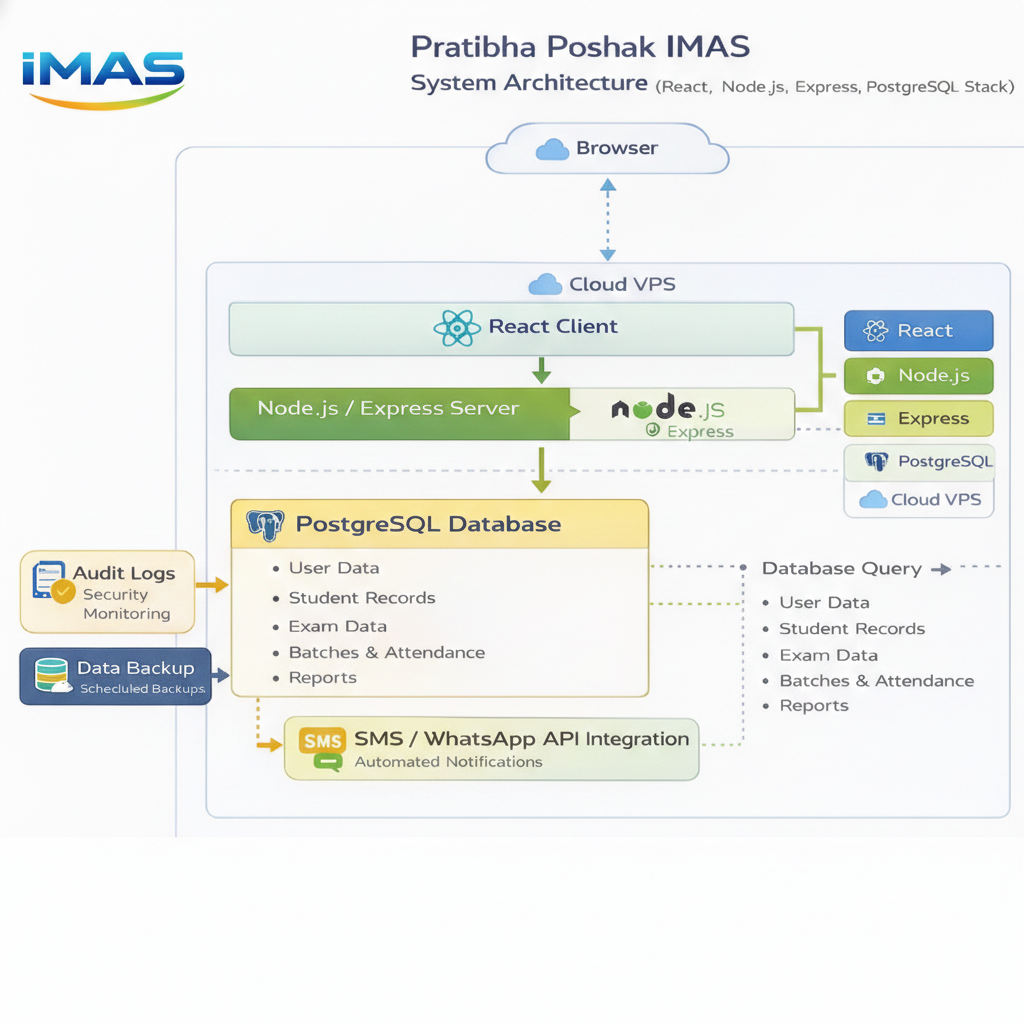 iMAS
Pratibha Poshak IMAS
System Architecture (React, Node.js, Express, PostgreSQL Stack)
Browser
Cloud VPS
React Client
React
Node.js / Express Server
node.JS
Express
Node.js
Express
PostgreSQL
Cloud VPS
PostgreSQL Database
• User Data
• Student Records
• Exam Data
• Batches & Attendance
• Reports
Audit Logs
Security
Monitoring
Data Backup
Scheduled Backups
Database Query
• User Data
• Student Records
• Exam Data
• Batches & Attendance
• Reports
SMS
SMS / WhatsApp API Integration
Automated Notifications